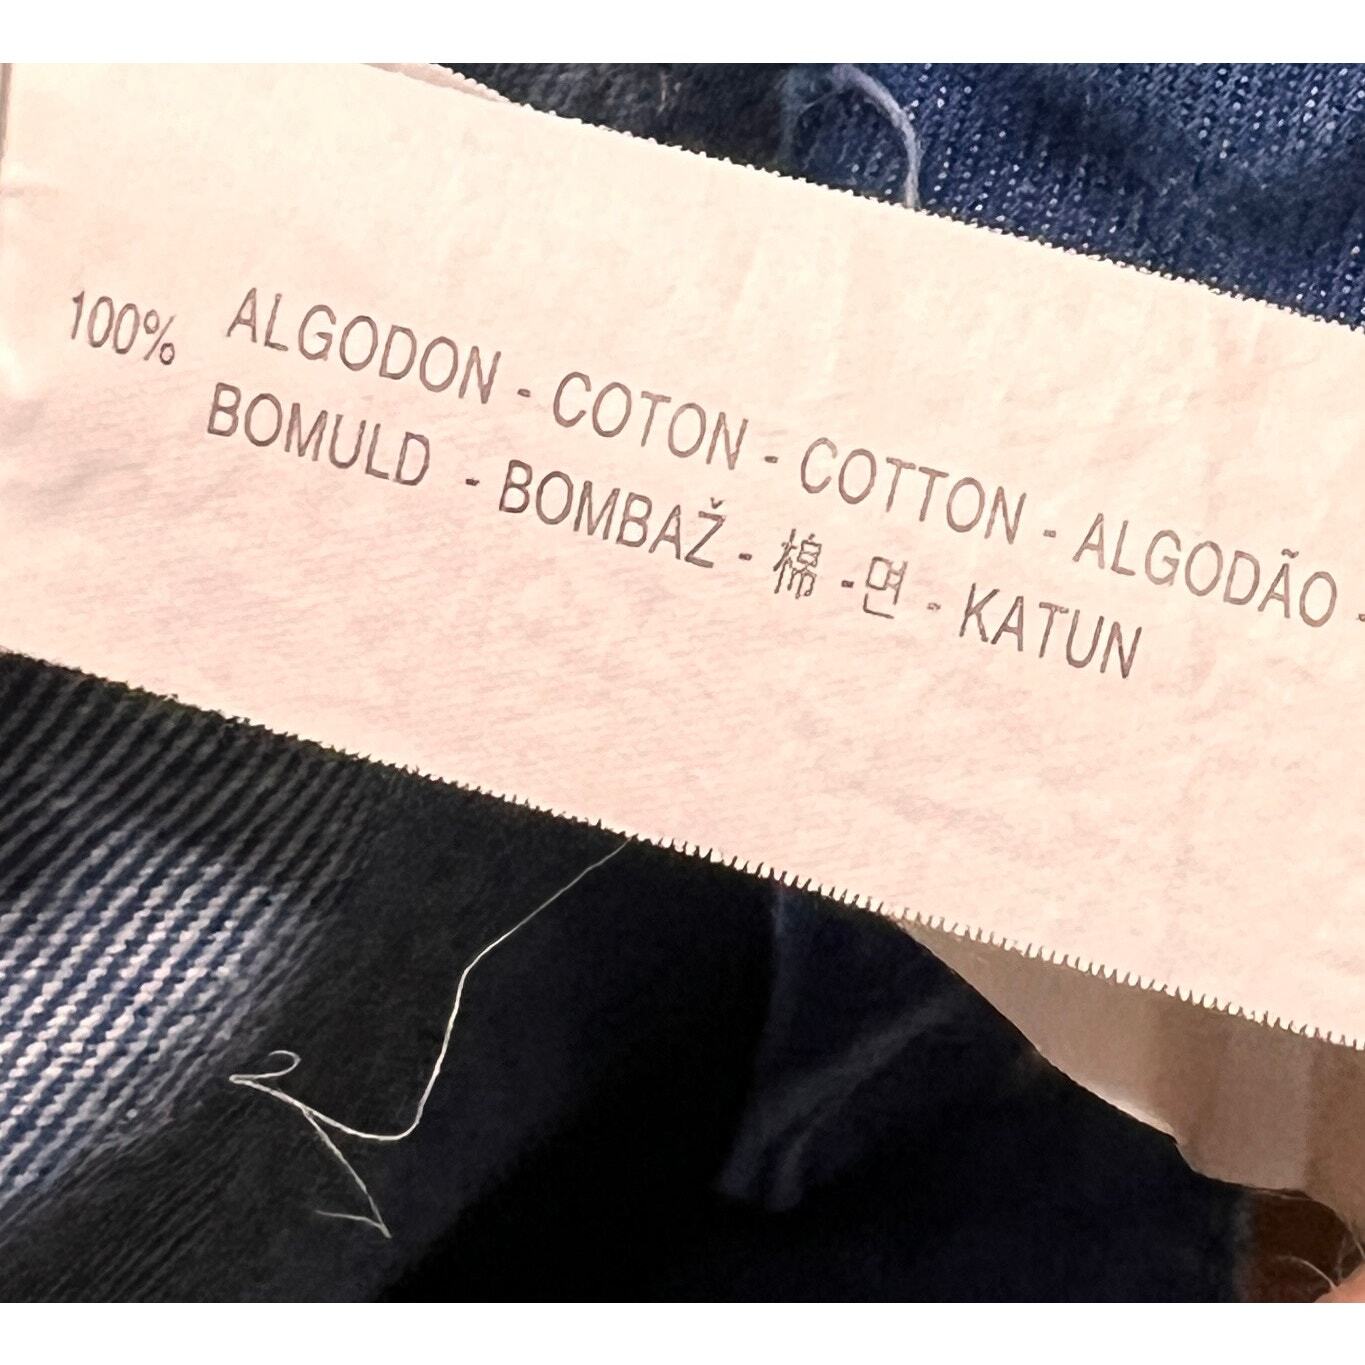 100% ALGODON - COTON - COTTON - ALGODÃO -
BOMULD - BOMBAŽ - 棉 -면 - KATUN